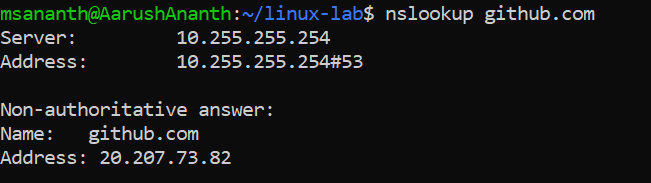 msananth@AarushAnanth:~/linux-lab$ nslookup github.com
Server:         10.255.255.254
Address:        10.255.255.254#53

Non-authoritative answer:
Name:   github.com
Address: 20.207.73.82